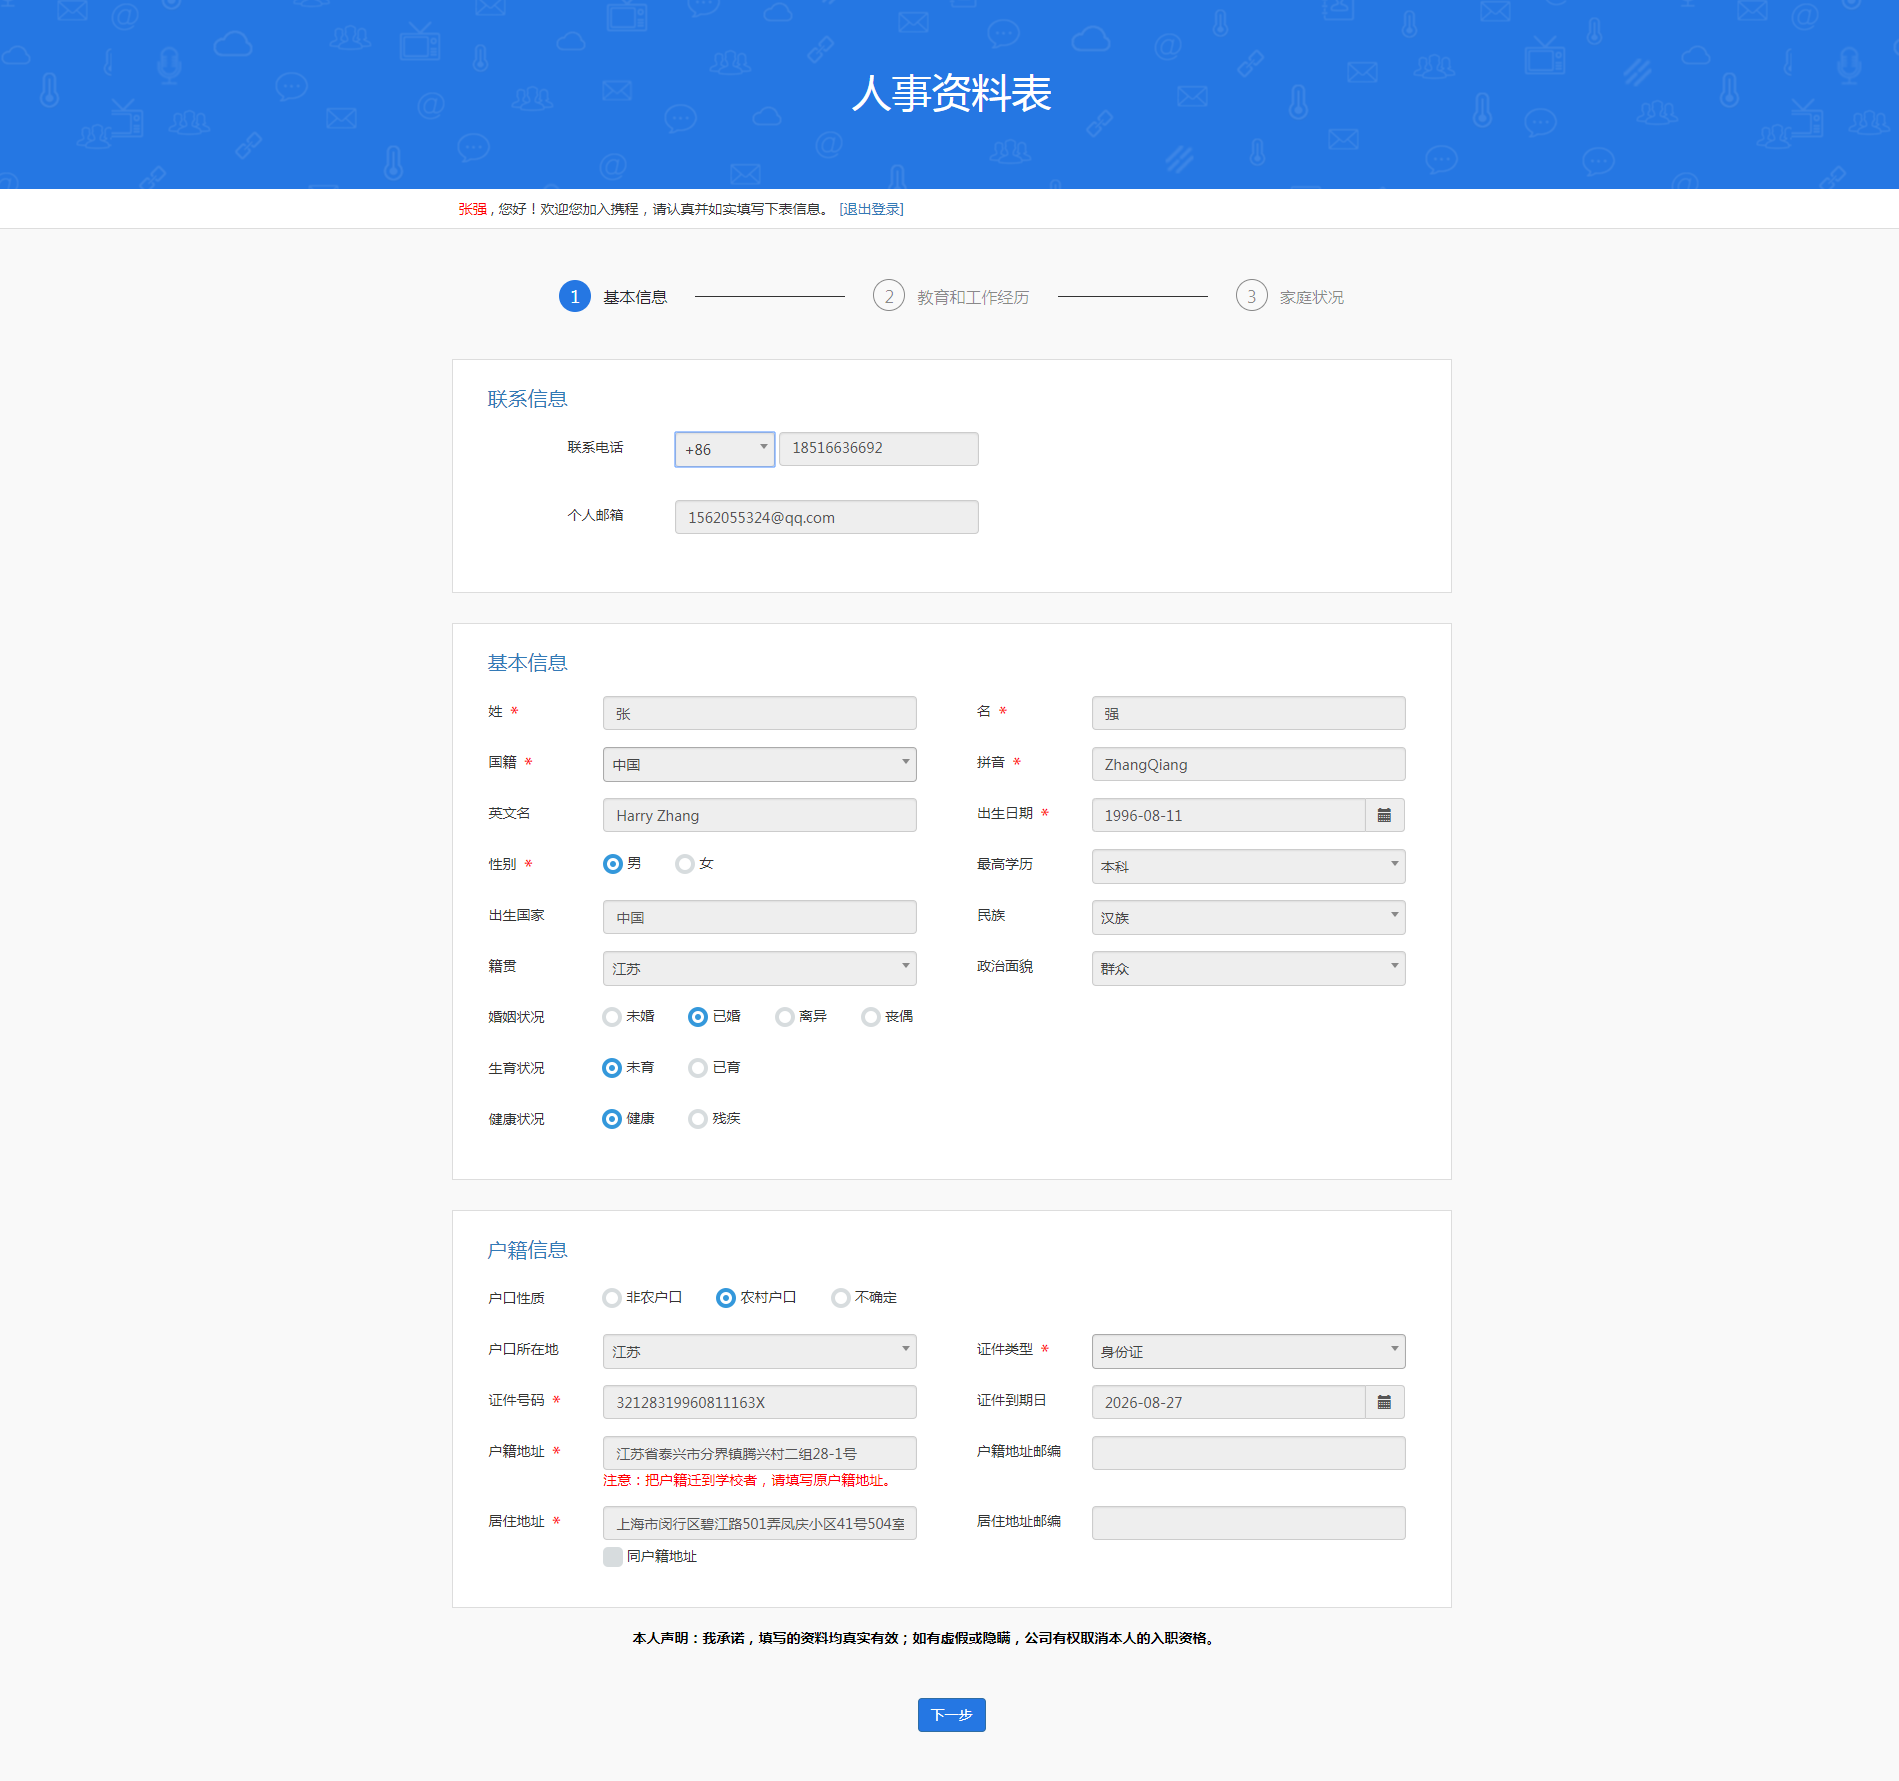 人事资料表
张强，您好！欢迎您加入携程，请认真并如实填写下表信息。 [退出登录]
1 基本信息 2 教育和工作经历 3 家庭状况
联系信息
联系电话 +86 18516636692
个人邮箱 1562055324@qq.com
基本信息
姓 * 张 名 * 强
国籍 * 中国 拼音 * ZhangQiang
英文名 Harry Zhang 出生日期 * 1996-08-11
性别 * 男 女 最高学历 本科
出生国家 中国 民族 汉族
籍贯 江苏 政治面貌 群众
婚姻状况 未婚 已婚 离异 丧偶
生育状况 未育 已育
健康状况 健康 残疾
户籍信息
户口性质 非农户口 农村户口 不确定
户口所在地 江苏 证件类型 * 身份证
证件号码 * 32128319960811163X 证件到期日 2026-08-27
户籍地址 * 江苏省泰兴市分界镇腾兴村二组28-1号 户籍地址邮编
注意：把户籍迁到学校者，请填写原户籍地址。
居住地址 * 上海市闵行区碧江路501弄凤庆小区41号504室 居住地址邮编
同户籍地址
本人声明：我承诺，填写的资料均真实有效；如有虚假或隐瞒，公司有权取消本人的入职资格。
下一步